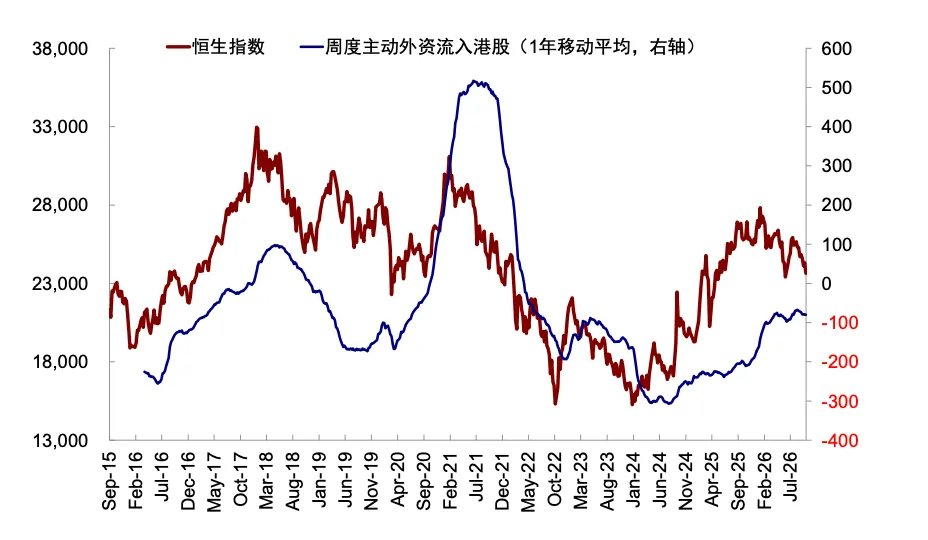 恒生指数
周度主动外资流入港股（1年移动平均，右轴）
38,000
33,000
28,000
23,000
18,000
13,000
600
500
400
300
200
100
0
-100
-200
-300
-400
Sep-15
Feb-16
Jul-16
Dec-16
May-17
Oct-17
Mar-18
Aug-18
Jan-19
Jun-19
Nov-19
Apr-20
Sep-20
Feb-21
Jul-21
Dec-21
May-22
Oct-22
Mar-23
Aug-23
Jan-24
Jun-24
Nov-24
Apr-25
Sep-25
Feb-26
Jul-26